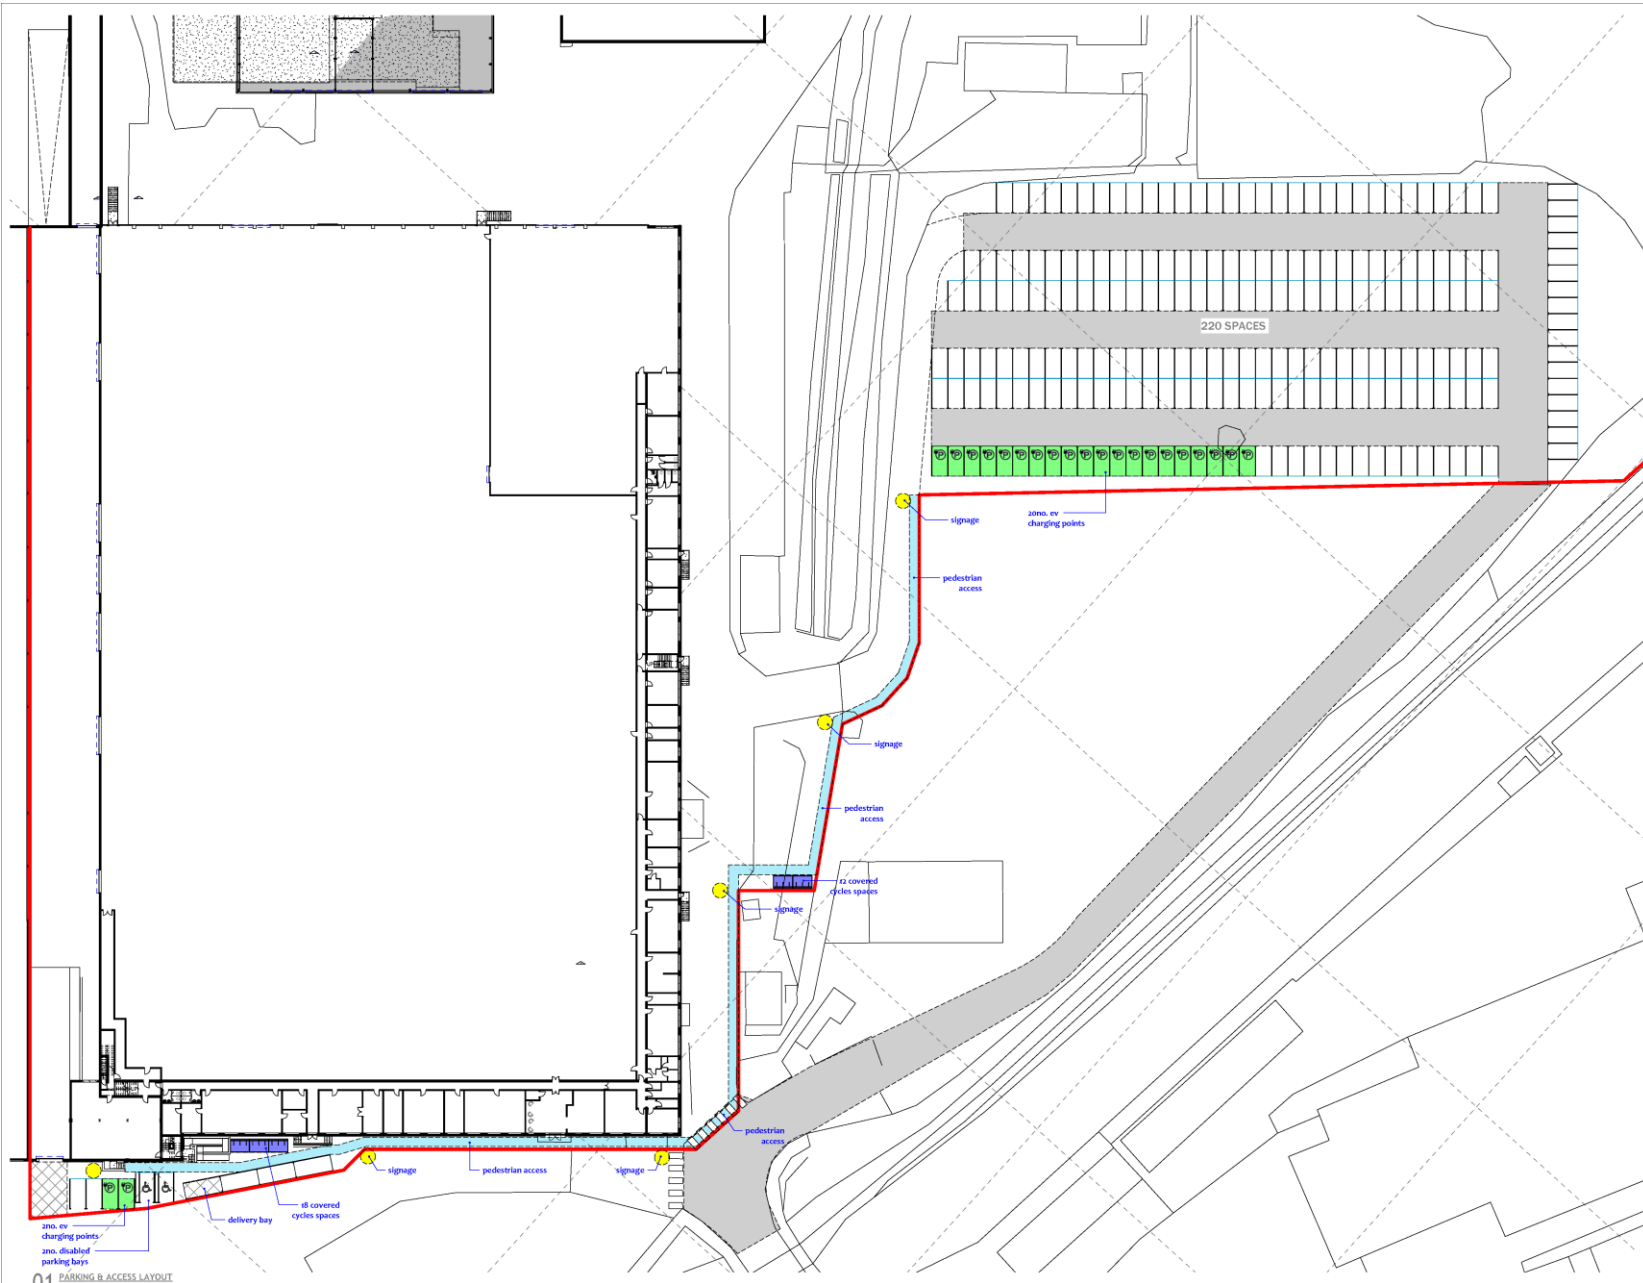 220 SPACES
signage
20no. ev
charging points
pedestrian
access
signage
pedestrian
access
12 covered
cycles spaces
signage
pedestrian
access
signage
pedestrian access
signage
18 covered
cycles spaces
delivery bay
2no. ev
charging points
2no. disabled
parking bays
01 PARKING & ACCESS LAYOUT